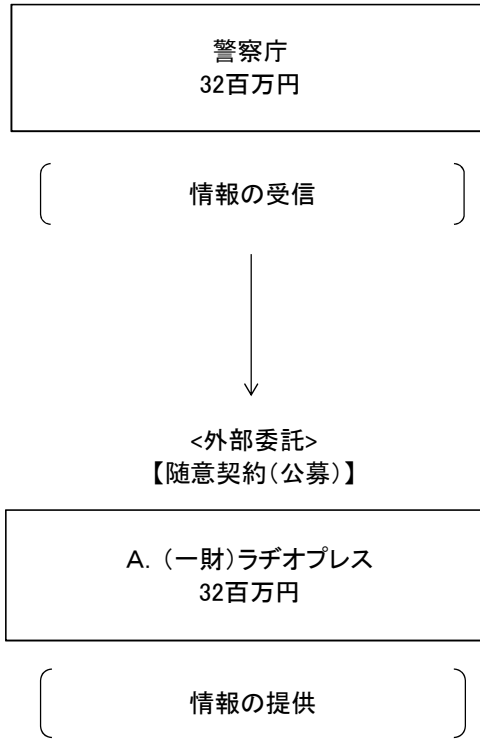 警察庁
32百万円
情報の受信
<外部委託>
【随意契約(公募)】
A. (一財)ラヂオプレス
32百万円
情報の提供